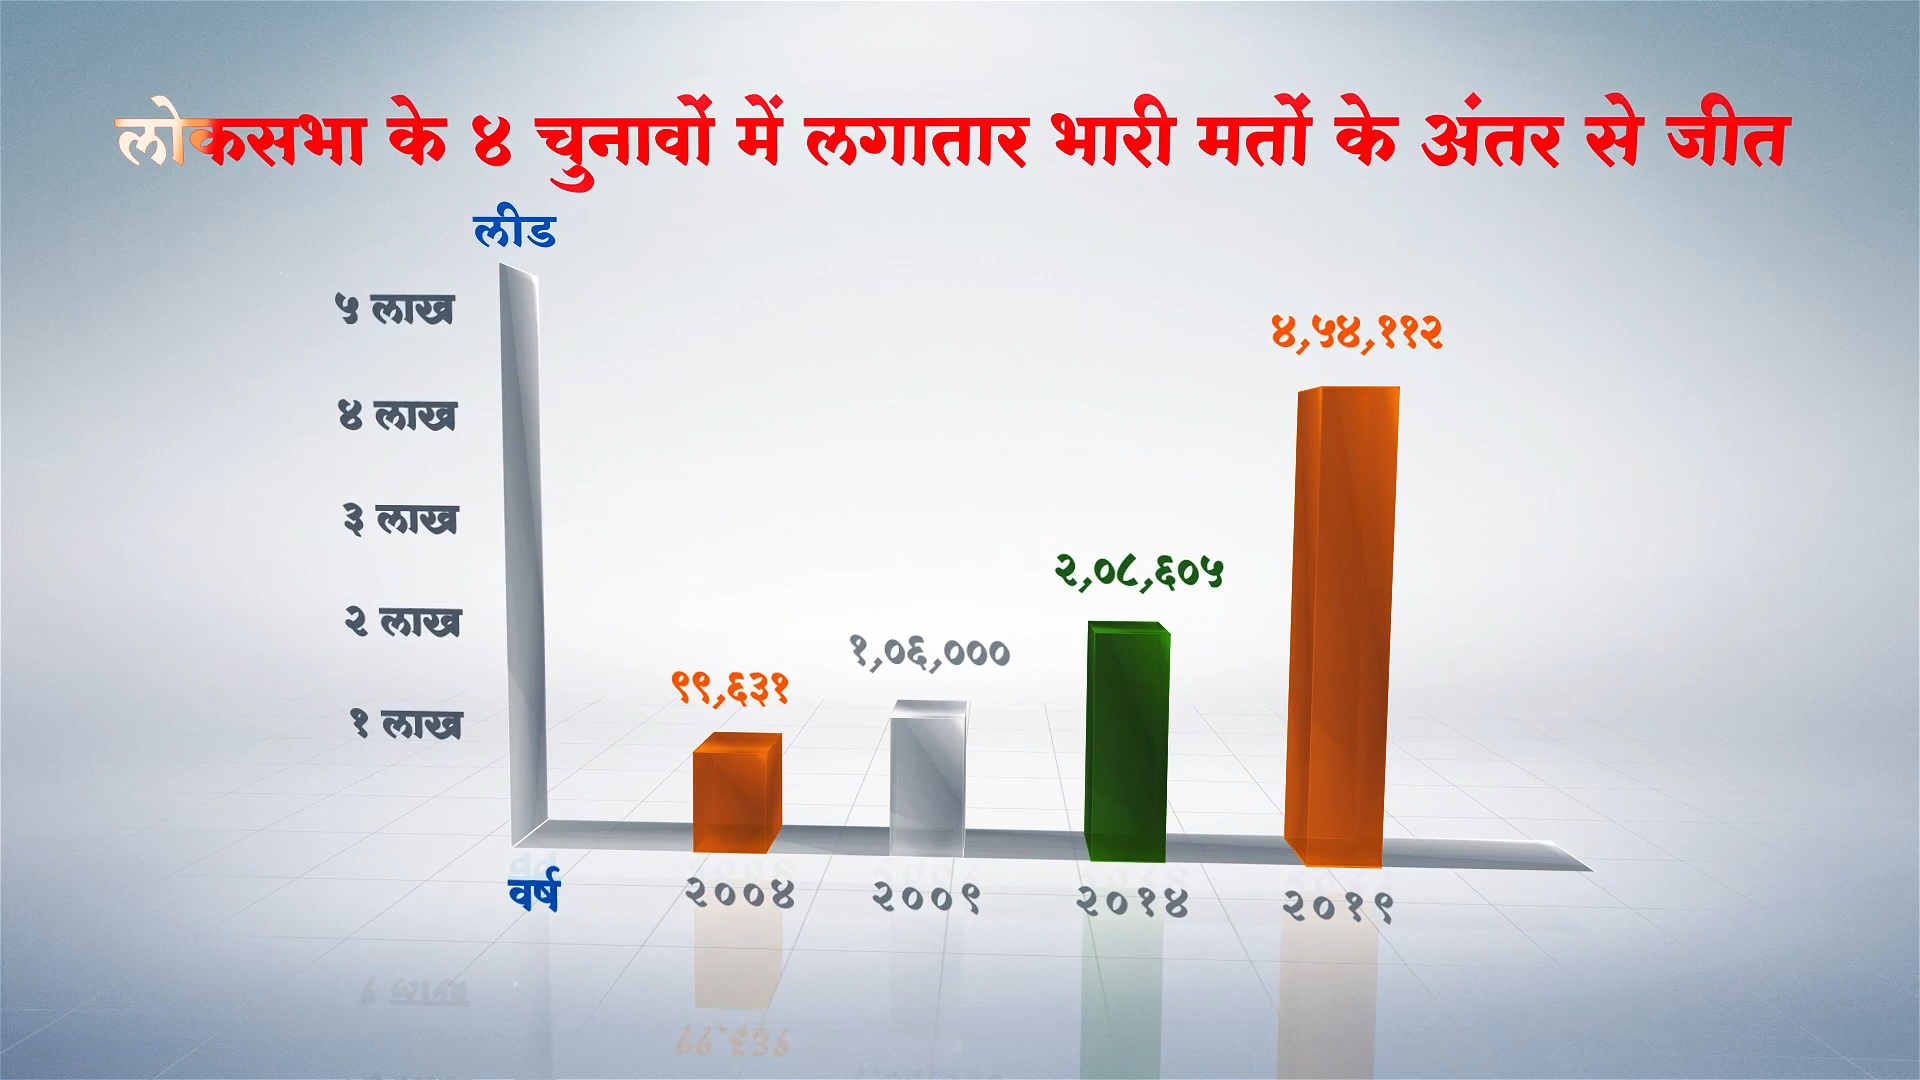 लोकसभा के ४ चुनावों में लगातार भारी मतों के अंतर से जीत
लीड
५ लाख
४ लाख
३ लाख
२ लाख
१ लाख
९९,६३१
१,०६,०००
२,०८,६०५
४,५४,११२
वर्ष
२००४
२००९
२०१४
२०१९